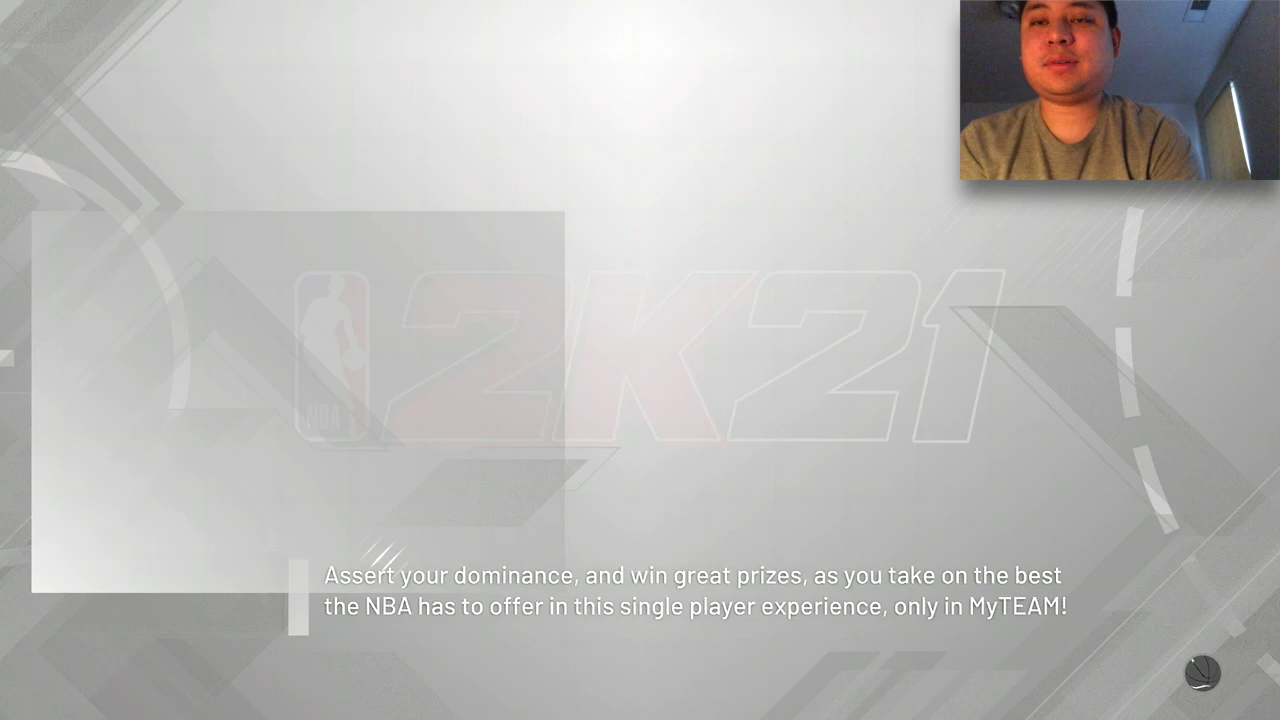 NBA 2K21
Assert your dominance, and win great prizes, as you take on the best
the NBA has to offer in this single player experience, only in MyTEAM!